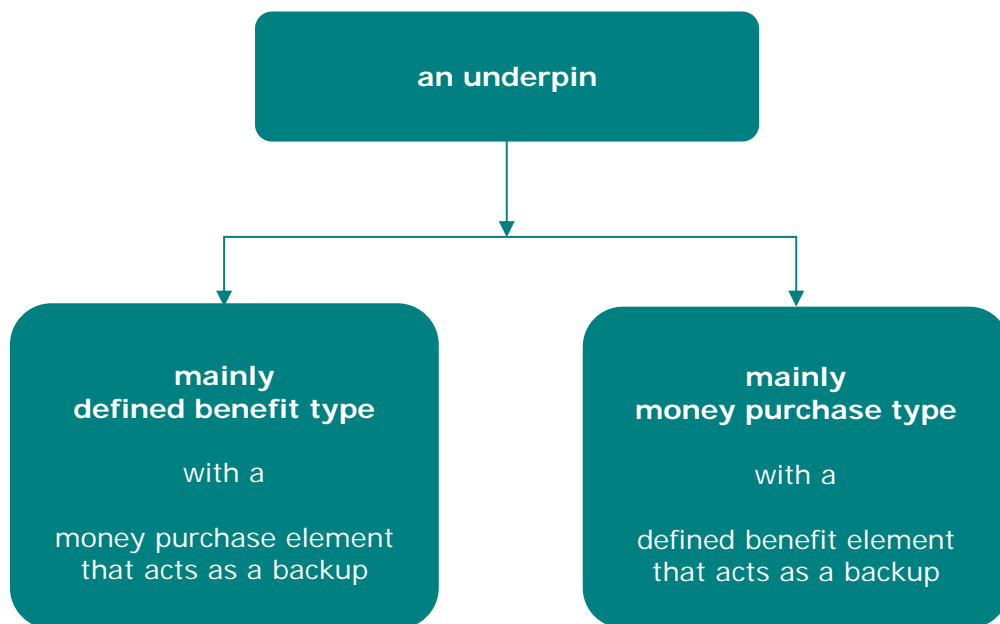 an underpin
mainly
defined benefit type
with a
money purchase element
that acts as a backup
mainly
money purchase type
with a
defined benefit element
that acts as a backup